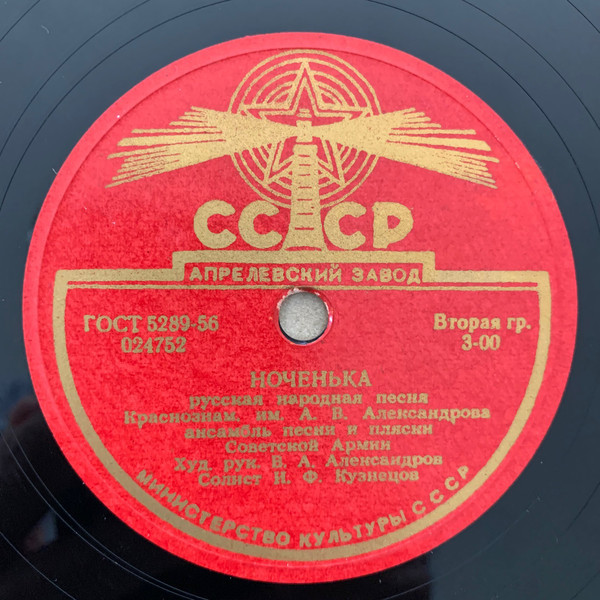 СССР
АПРЕЛЕВСКИЙ ЗАВОД
ГОСТ 5289-56
024752
Вторая гр.
3-00
НОЧЕНЬКА
русская народная песня
Краснознам. им. А. В. Александрова
ансамбль песни и пляски
Советской Армии
Худ. рук. Б. А. Александров
Солист И. Ф. Кузнецов
МИНИСТЕРСТВО КУЛЬТУРЫ СССР